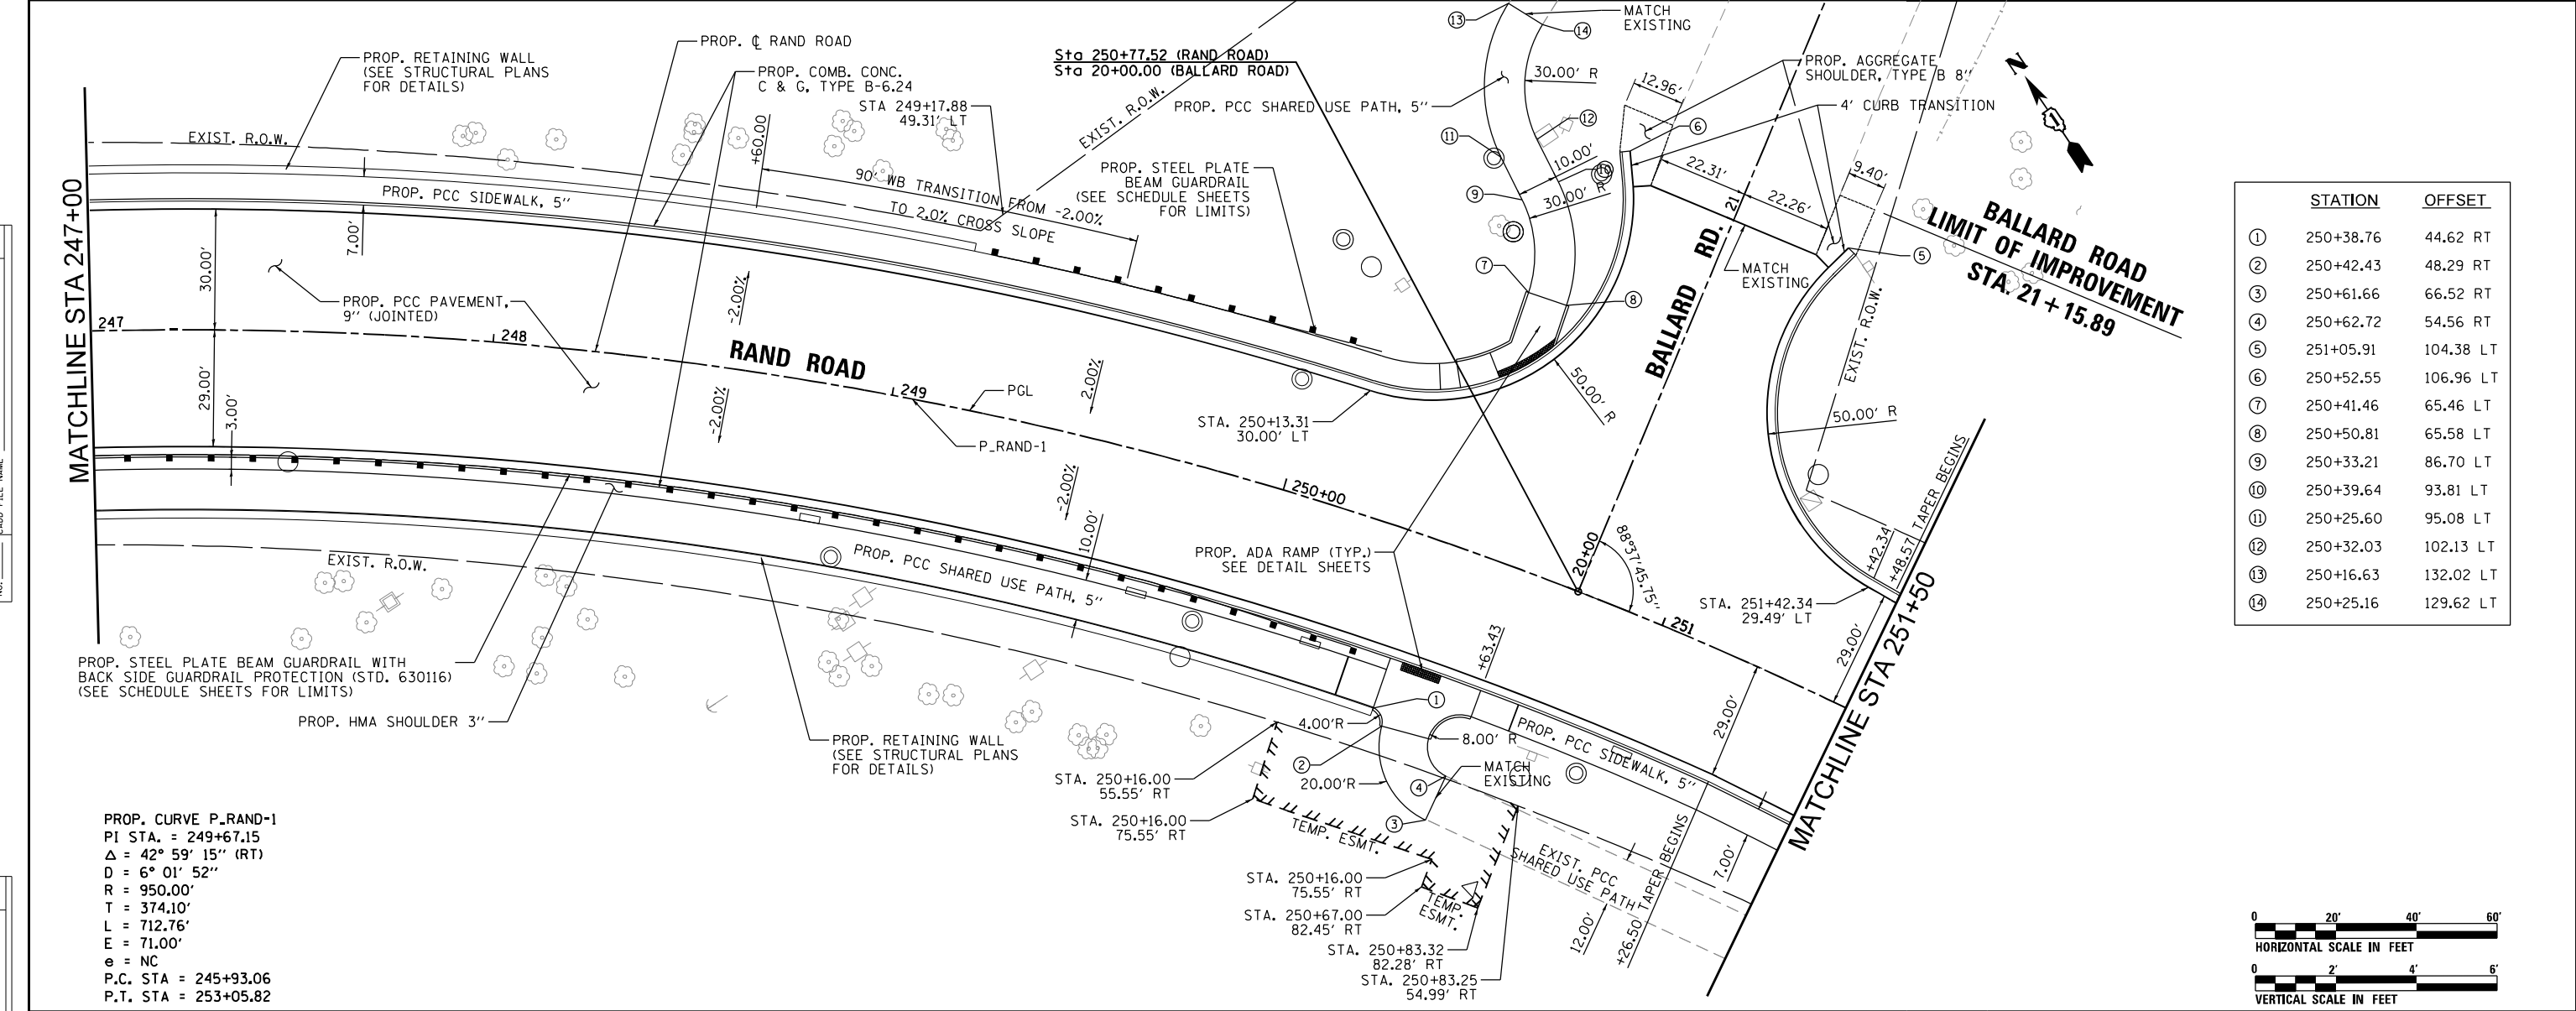 PROP. RETAINING WALL
(SEE STRUCTURAL PLANS
FOR DETAILS)
PROP. ℄ RAND ROAD
PROP. COMB. CONC.
C & G, TYPE B-6.24
STA 249+17.88
49.31' LT
Sta 250+77.52 (RAND ROAD)
Sta 20+00.00 (BALLARD ROAD)
EXIST. R.O.W.
PROP. PCC SHARED USE PATH, 5"
PROP. STEEL PLATE
BEAM GUARDRAIL
(SEE SCHEDULE SHEETS
FOR LIMITS)
MATCH
EXISTING
13
14
30.00' R
12.96'
PROP. AGGREGATE
SHOULDER, TYPE B 8"
4' CURB TRANSITION
N
11
12
6
10.00'
10
9
30.00' R
22.31'
22.26'
9.40'
7
8
5
21
BALLARD RD.
MATCH
EXISTING
BALLARD ROAD
LIMIT OF IMPROVEMENT
STA. 21 + 15.89
EXIST. R.O.W.
EXIST. R.O.W.
+60.00
90' WB TRANSITION FROM -2.00%
TO 2.0% CROSS SLOPE
PROP. PCC SIDEWALK, 5"
7.00'
30.00'
MATCHLINE STA 247+00
247
248
PROP. PCC PAVEMENT,
9" (JOINTED)
29.00'
3.00'
RAND ROAD
-2.00%
-2.00%
249
PGL
P_RAND-1
2.00%
-2.00%
10.00'
STA. 250+13.31
30.00' LT
50.00' R
50.00' R
250+00
20+00
88°37'45.75"
251
PROP. ADA RAMP (TYP.)
SEE DETAIL SHEETS
STA. 251+42.34
29.49' LT
+42.34
+48.57 TAPER BEGINS
29.00'
MATCHLINE STA 251+50
29.00'
+63.43
EXIST. R.O.W.
PROP. PCC SHARED USE PATH, 5"
PROP. STEEL PLATE BEAM GUARDRAIL WITH
BACK SIDE GUARDRAIL PROTECTION (STD. 630116)
(SEE SCHEDULE SHEETS FOR LIMITS)
PROP. HMA SHOULDER 3"
PROP. RETAINING WALL
(SEE STRUCTURAL PLANS
FOR DETAILS)
1
4.00'R
8.00' R
2
20.00'R
MATCH
EXISTING
4
3
PROP. PCC SIDEWALK, 5"
STA. 250+16.00
55.55' RT
STA. 250+16.00
75.55' RT
TEMP. ESMT.
STA. 250+16.00
75.55' RT
STA. 250+67.00
82.45' RT
TEMP.
ESMT.
STA. 250+83.32
82.28' RT
STA. 250+83.25
54.99' RT
EXIST. PCC
SHARED USE PATH
12.00'
+26.50 TAPER BEGINS
7.00'
PROP. CURVE P_RAND-1
PI STA. = 249+67.15
Δ = 42° 59' 15" (RT)
D = 6° 01' 52"
R = 950.00'
T = 374.10'
L = 712.76'
E = 71.00'
e = NC
P.C. STA = 245+93.06
P.T. STA = 253+05.82
STATION OFFSET
1 250+38.76 44.62 RT
2 250+42.43 48.29 RT
3 250+61.66 66.52 RT
4 250+62.72 54.56 RT
5 251+05.91 104.38 LT
6 250+52.55 106.96 LT
7 250+41.46 65.46 LT
8 250+50.81 65.58 LT
9 250+33.21 86.70 LT
10 250+39.64 93.81 LT
11 250+25.60 95.08 LT
12 250+32.03 102.13 LT
13 250+16.63 132.02 LT
14 250+25.16 129.62 LT
0 20' 40' 60'
HORIZONTAL SCALE IN FEET
0 2' 4' 6'
VERTICAL SCALE IN FEET